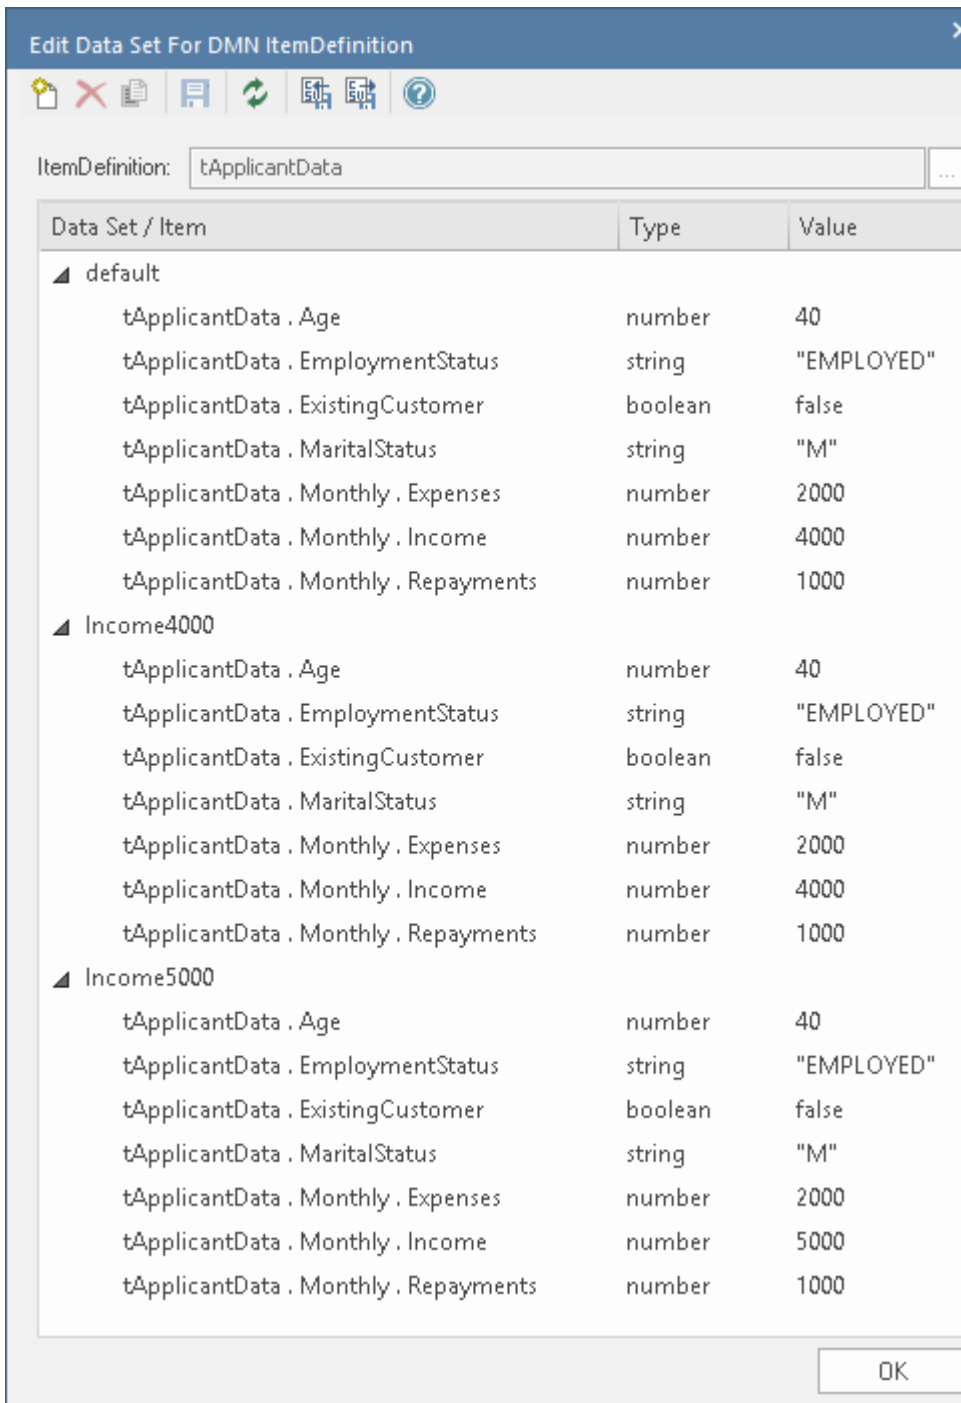 Edit Data Set For DMN ItemDefinition
ItemDefinition: tApplicantData ...
Data Set / Item Type Value
default
tApplicantData . Age number 40
tApplicantData . EmploymentStatus string "EMPLOYED"
tApplicantData . ExistingCustomer boolean false
tApplicantData . MaritalStatus string "M"
tApplicantData . Monthly . Expenses number 2000
tApplicantData . Monthly . Income number 4000
tApplicantData . Monthly . Repayments number 1000
Income4000
tApplicantData . Age number 40
tApplicantData . EmploymentStatus string "EMPLOYED"
tApplicantData . ExistingCustomer boolean false
tApplicantData . MaritalStatus string "M"
tApplicantData . Monthly . Expenses number 2000
tApplicantData . Monthly . Income number 4000
tApplicantData . Monthly . Repayments number 1000
Income5000
tApplicantData . Age number 40
tApplicantData . EmploymentStatus string "EMPLOYED"
tApplicantData . ExistingCustomer boolean false
tApplicantData . MaritalStatus string "M"
tApplicantData . Monthly . Expenses number 2000
tApplicantData . Monthly . Income number 5000
tApplicantData . Monthly . Repayments number 1000
OK